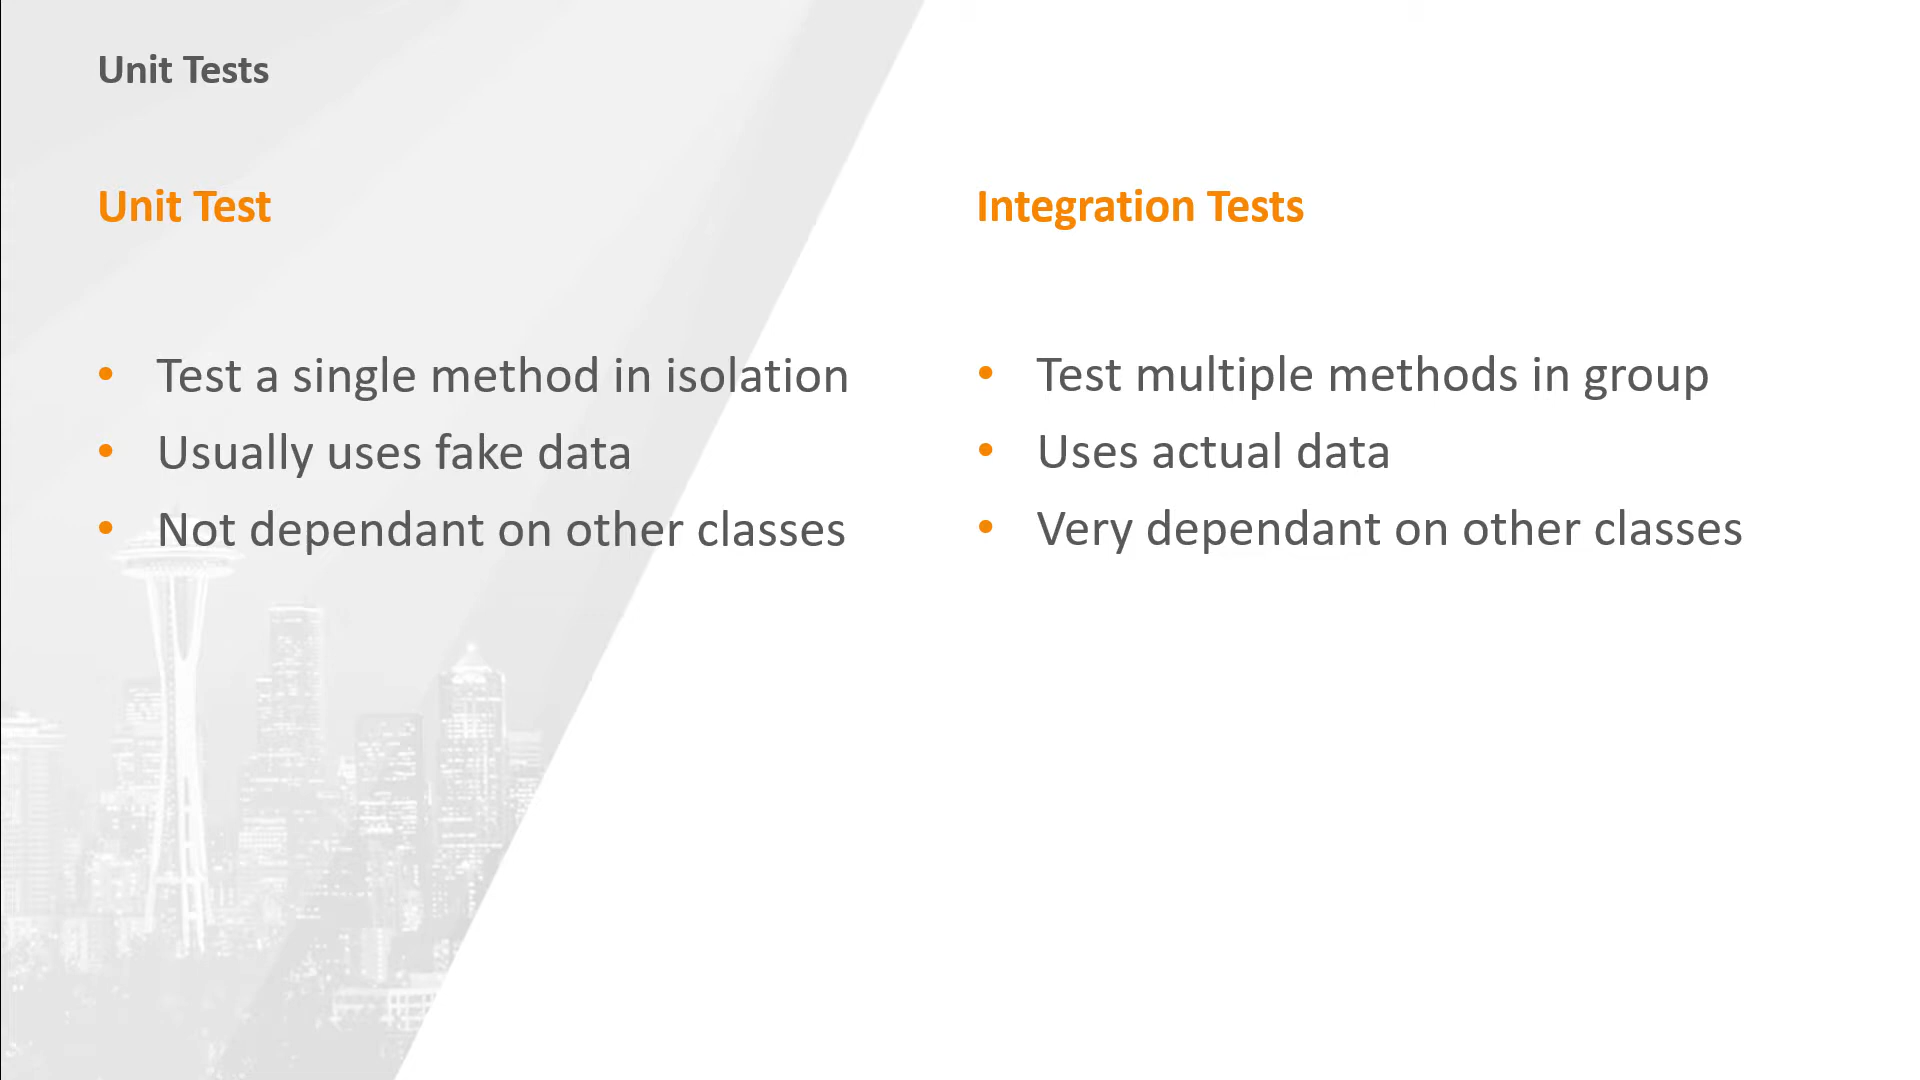 Unit Tests
Unit Test
• Test a single method in isolation
• Usually uses fake data
• Not dependant on other classes
Integration Tests
• Test multiple methods in group
• Uses actual data
• Very dependant on other classes